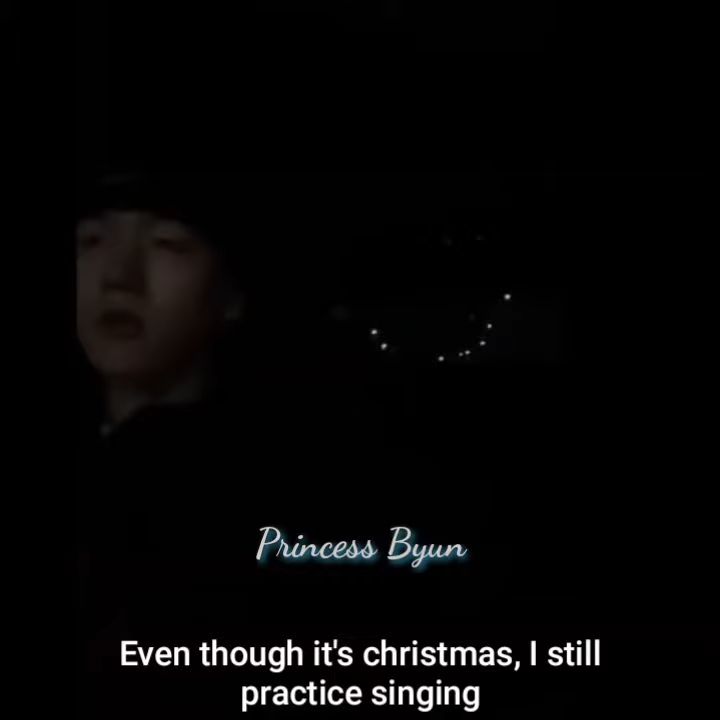 Princess Byun
Even though it's christmas, I still
practice singing